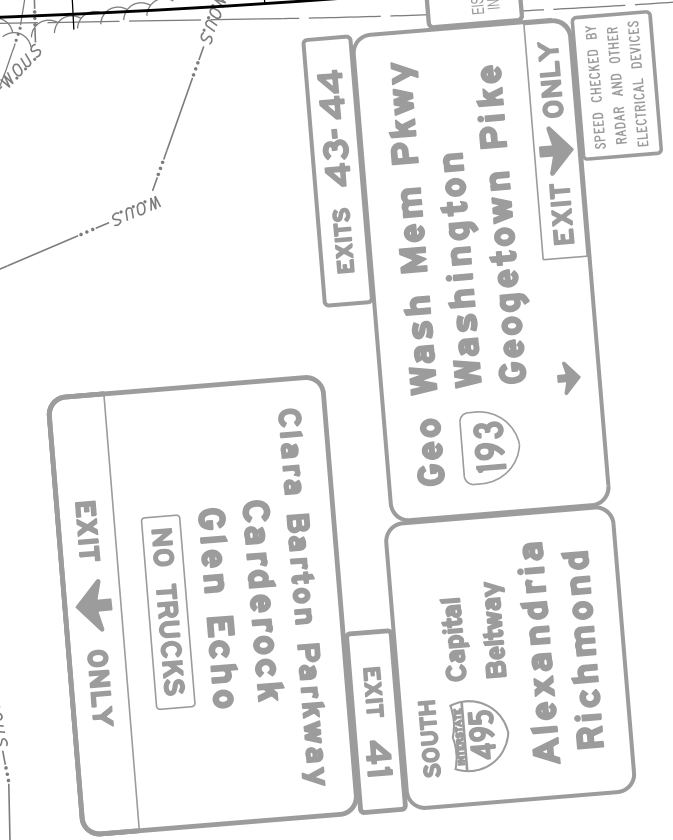 W.O.U.S
W.O.U.S
EXITS 43-44
Geo Wash Mem Pkwy
193 Washington
Geogetown Pike
EXIT ONLY
SPEED CHECKED BY
RADAR AND OTHER
ELECTRICAL DEVICES
SOUTH
INTERSTATE
495
Capital
Beltway
Alexandria
Richmond
EXIT 41
Clara Barton Parkway
Carderock
Glen Echo
NO TRUCKS
EXIT ONLY